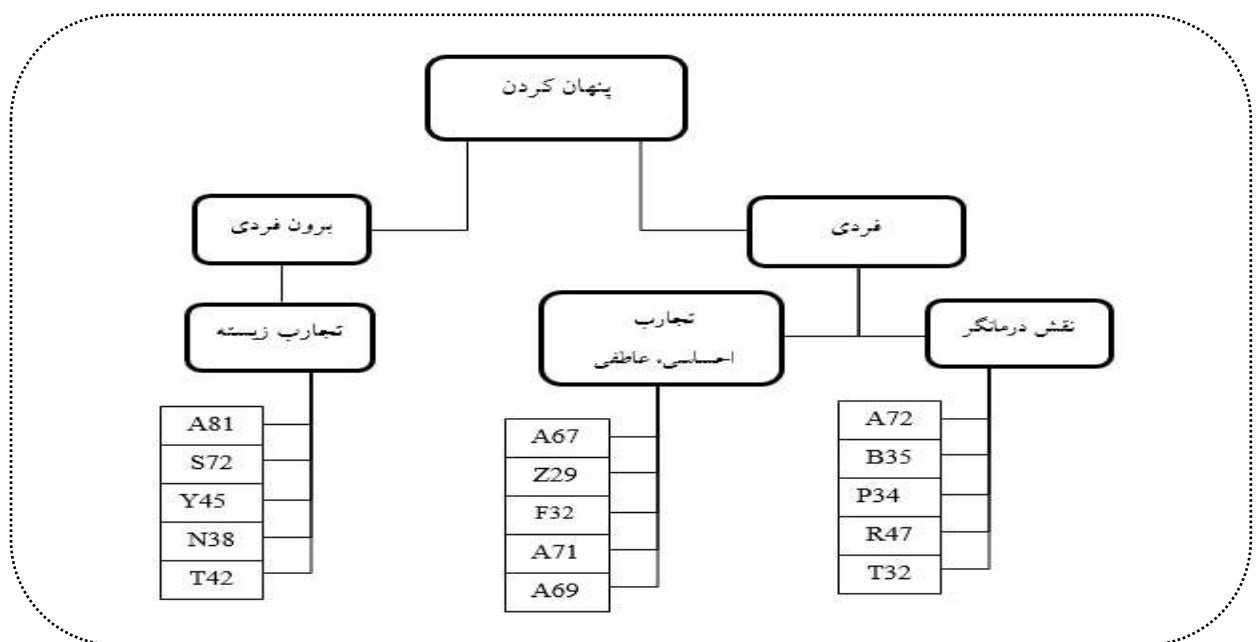 پنهان کردن
فردی
برون فردی
نقش درمانگر
تجارب
احساسی، عاطفی
تجارب زیسته
A72
B35
P34
R47
T32
A67
Z29
F32
A71
A69
A81
S72
Y45
N38
T42